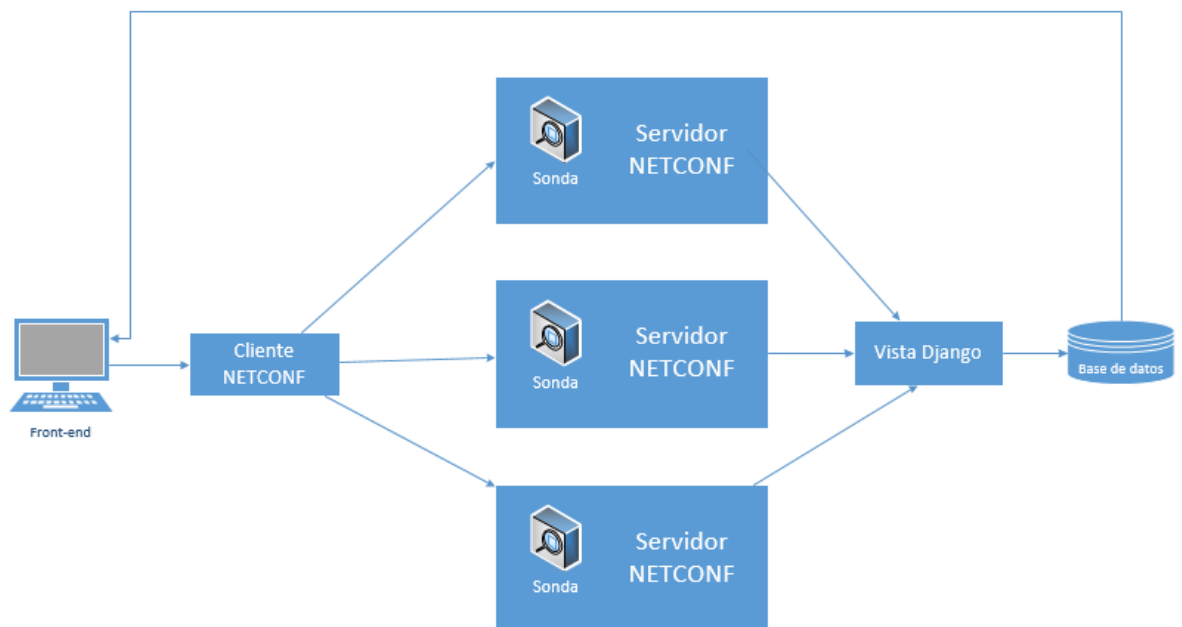 Servidor
NETCONF
Sonda
Servidor
NETCONF
Sonda
Cliente
NETCONF
Vista Django
Base de datos
Front-end
Servidor
NETCONF
Sonda